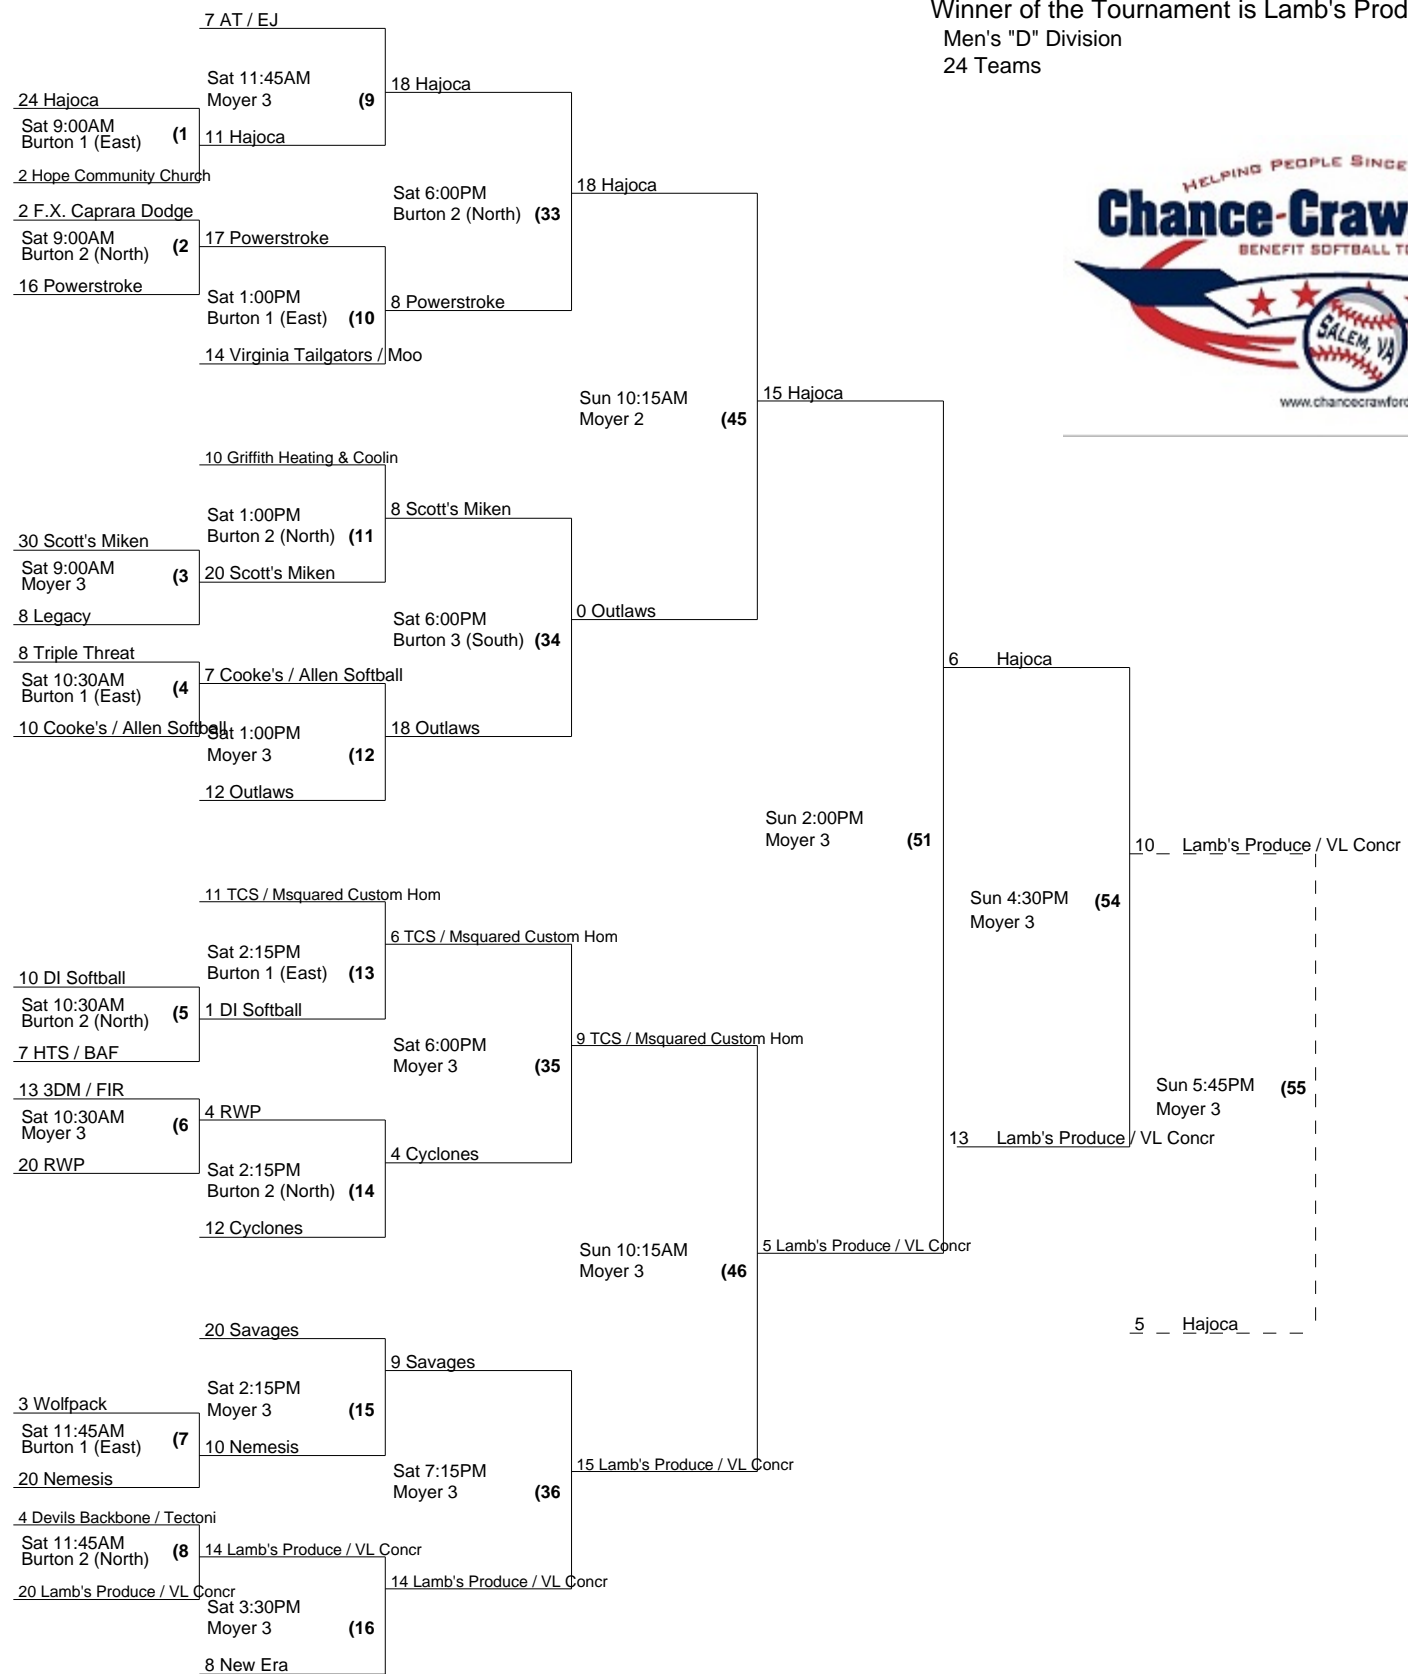 Winner of the Tournament is Lamb's Prod
Men's "D" Division
24 Teams
HELPING PEOPLE SINCE
Chance-Craw
BENEFIT SOFTBALL
SALEM, VA
www.chancecrawford
7 AT / EJ
Sat 11:45AM
Moyer 3 (9
18 Hajoca
24 Hajoca
Sat 9:00AM
Burton 1 (East) (1
11 Hajoca
2 Hope Community Church
Sat 6:00PM
Burton 2 (North) (33
18 Hajoca
2 F.X. Caprara Dodge
Sat 9:00AM
Burton 2 (North) (2
17 Powerstroke
16 Powerstroke
Sat 1:00PM
Burton 1 (East) (10
8 Powerstroke
14 Virginia Tailgators / Moo
Sun 10:15AM
Moyer 2 (45
15 Hajoca
10 Griffith Heating & Coolin
Sat 1:00PM
Burton 2 (North) (11
8 Scott's Miken
30 Scott's Miken
Sat 9:00AM
Moyer 3 (3
20 Scott's Miken
8 Legacy
Sat 6:00PM
Burton 3 (South) (34
0 Outlaws
8 Triple Threat
Sat 10:30AM
Burton 1 (East) (4
7 Cooke's / Allen Softball
10 Cooke's / Allen Softball
Sat 1:00PM
Moyer 3 (12
18 Outlaws
12 Outlaws
6 Hajoca
Sun 2:00PM
Moyer 3 (51
10 Lamb's Produce / VL Concr
Sun 4:30PM
Moyer 3 (54
11 TCS / Msquared Custom Hom
Sat 2:15PM
Burton 1 (East) (13
6 TCS / Msquared Custom Hom
10 DI Softball
Sat 10:30AM
Burton 2 (North) (5
1 DI Softball
7 HTS / BAF
Sat 6:00PM
Moyer 3 (35
9 TCS / Msquared Custom Hom
13 3DM / FIR
Sat 10:30AM
Moyer 3 (6
4 RWP
20 RWP
Sat 2:15PM
Burton 2 (North) (14
4 Cyclones
12 Cyclones
Sun 5:45PM
Moyer 3 (55
13 Lamb's Produce / VL Concr
Sun 10:15AM
Moyer 3 (46
5 Lamb's Produce / VL Concr
5 Hajoca
20 Savages
Sat 2:15PM
Moyer 3 (15
9 Savages
3 Wolfpack
Sat 11:45AM
Burton 1 (East) (7
10 Nemesis
20 Nemesis
Sat 7:15PM
Moyer 3 (36
15 Lamb's Produce / VL Concr
4 Devils Backbone / Tectoni
Sat 11:45AM
Burton 2 (North) (8
14 Lamb's Produce / VL Concr
20 Lamb's Produce / VL Concr
Sat 3:30PM
Moyer 3 (16
14 Lamb's Produce / VL Concr
8 New Era